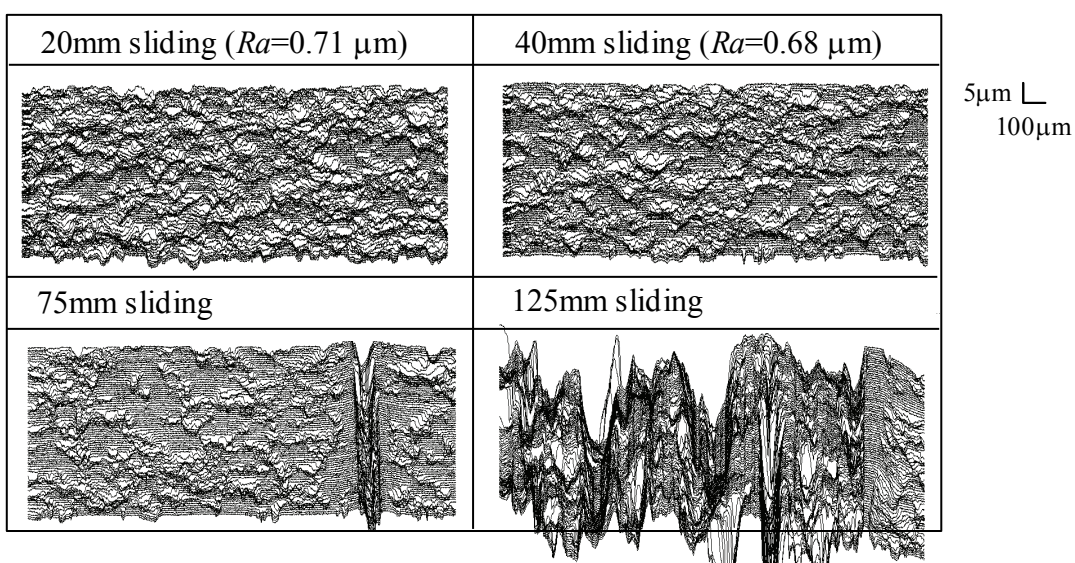 20mm sliding (Ra=0.71 μm)
40mm sliding (Ra=0.68 μm)
5μm
100μm
75mm sliding
125mm sliding